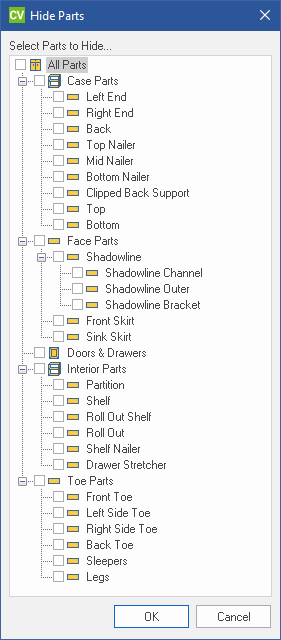 CV Hide Parts
Select Parts to Hide...
All Parts
Case Parts
Left End
Right End
Back
Top Nailer
Mid Nailer
Bottom Nailer
Clipped Back Support
Top
Bottom
Face Parts
Shadowline
Shadowline Channel
Shadowline Outer
Shadowline Bracket
Front Skirt
Sink Skirt
Doors & Drawers
Interior Parts
Partition
Shelf
Roll Out Shelf
Roll Out
Shelf Nailer
Drawer Stretcher
Toe Parts
Front Toe
Left Side Toe
Right Side Toe
Back Toe
Sleepers
Legs
OK Cancel